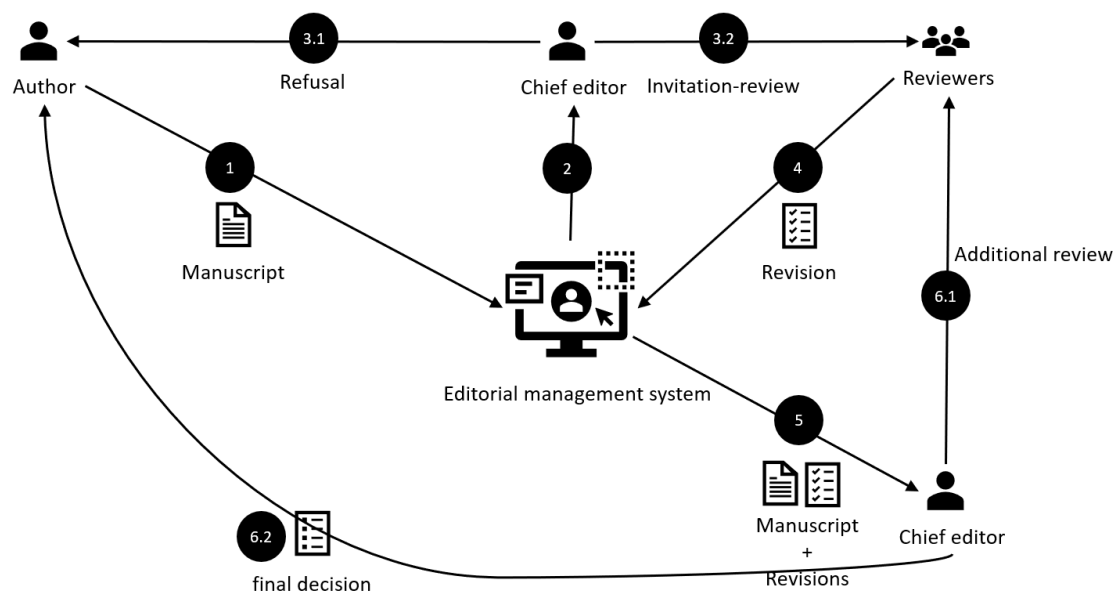 3.1
3.2
Refusal
Invitation-review
Author
Chief editor
Reviewers
1
2
4
Manuscript
Revision
Additional review
6.1
Editorial management system
5
Manuscript
+
Revisions
Chief editor
6.2
final decision